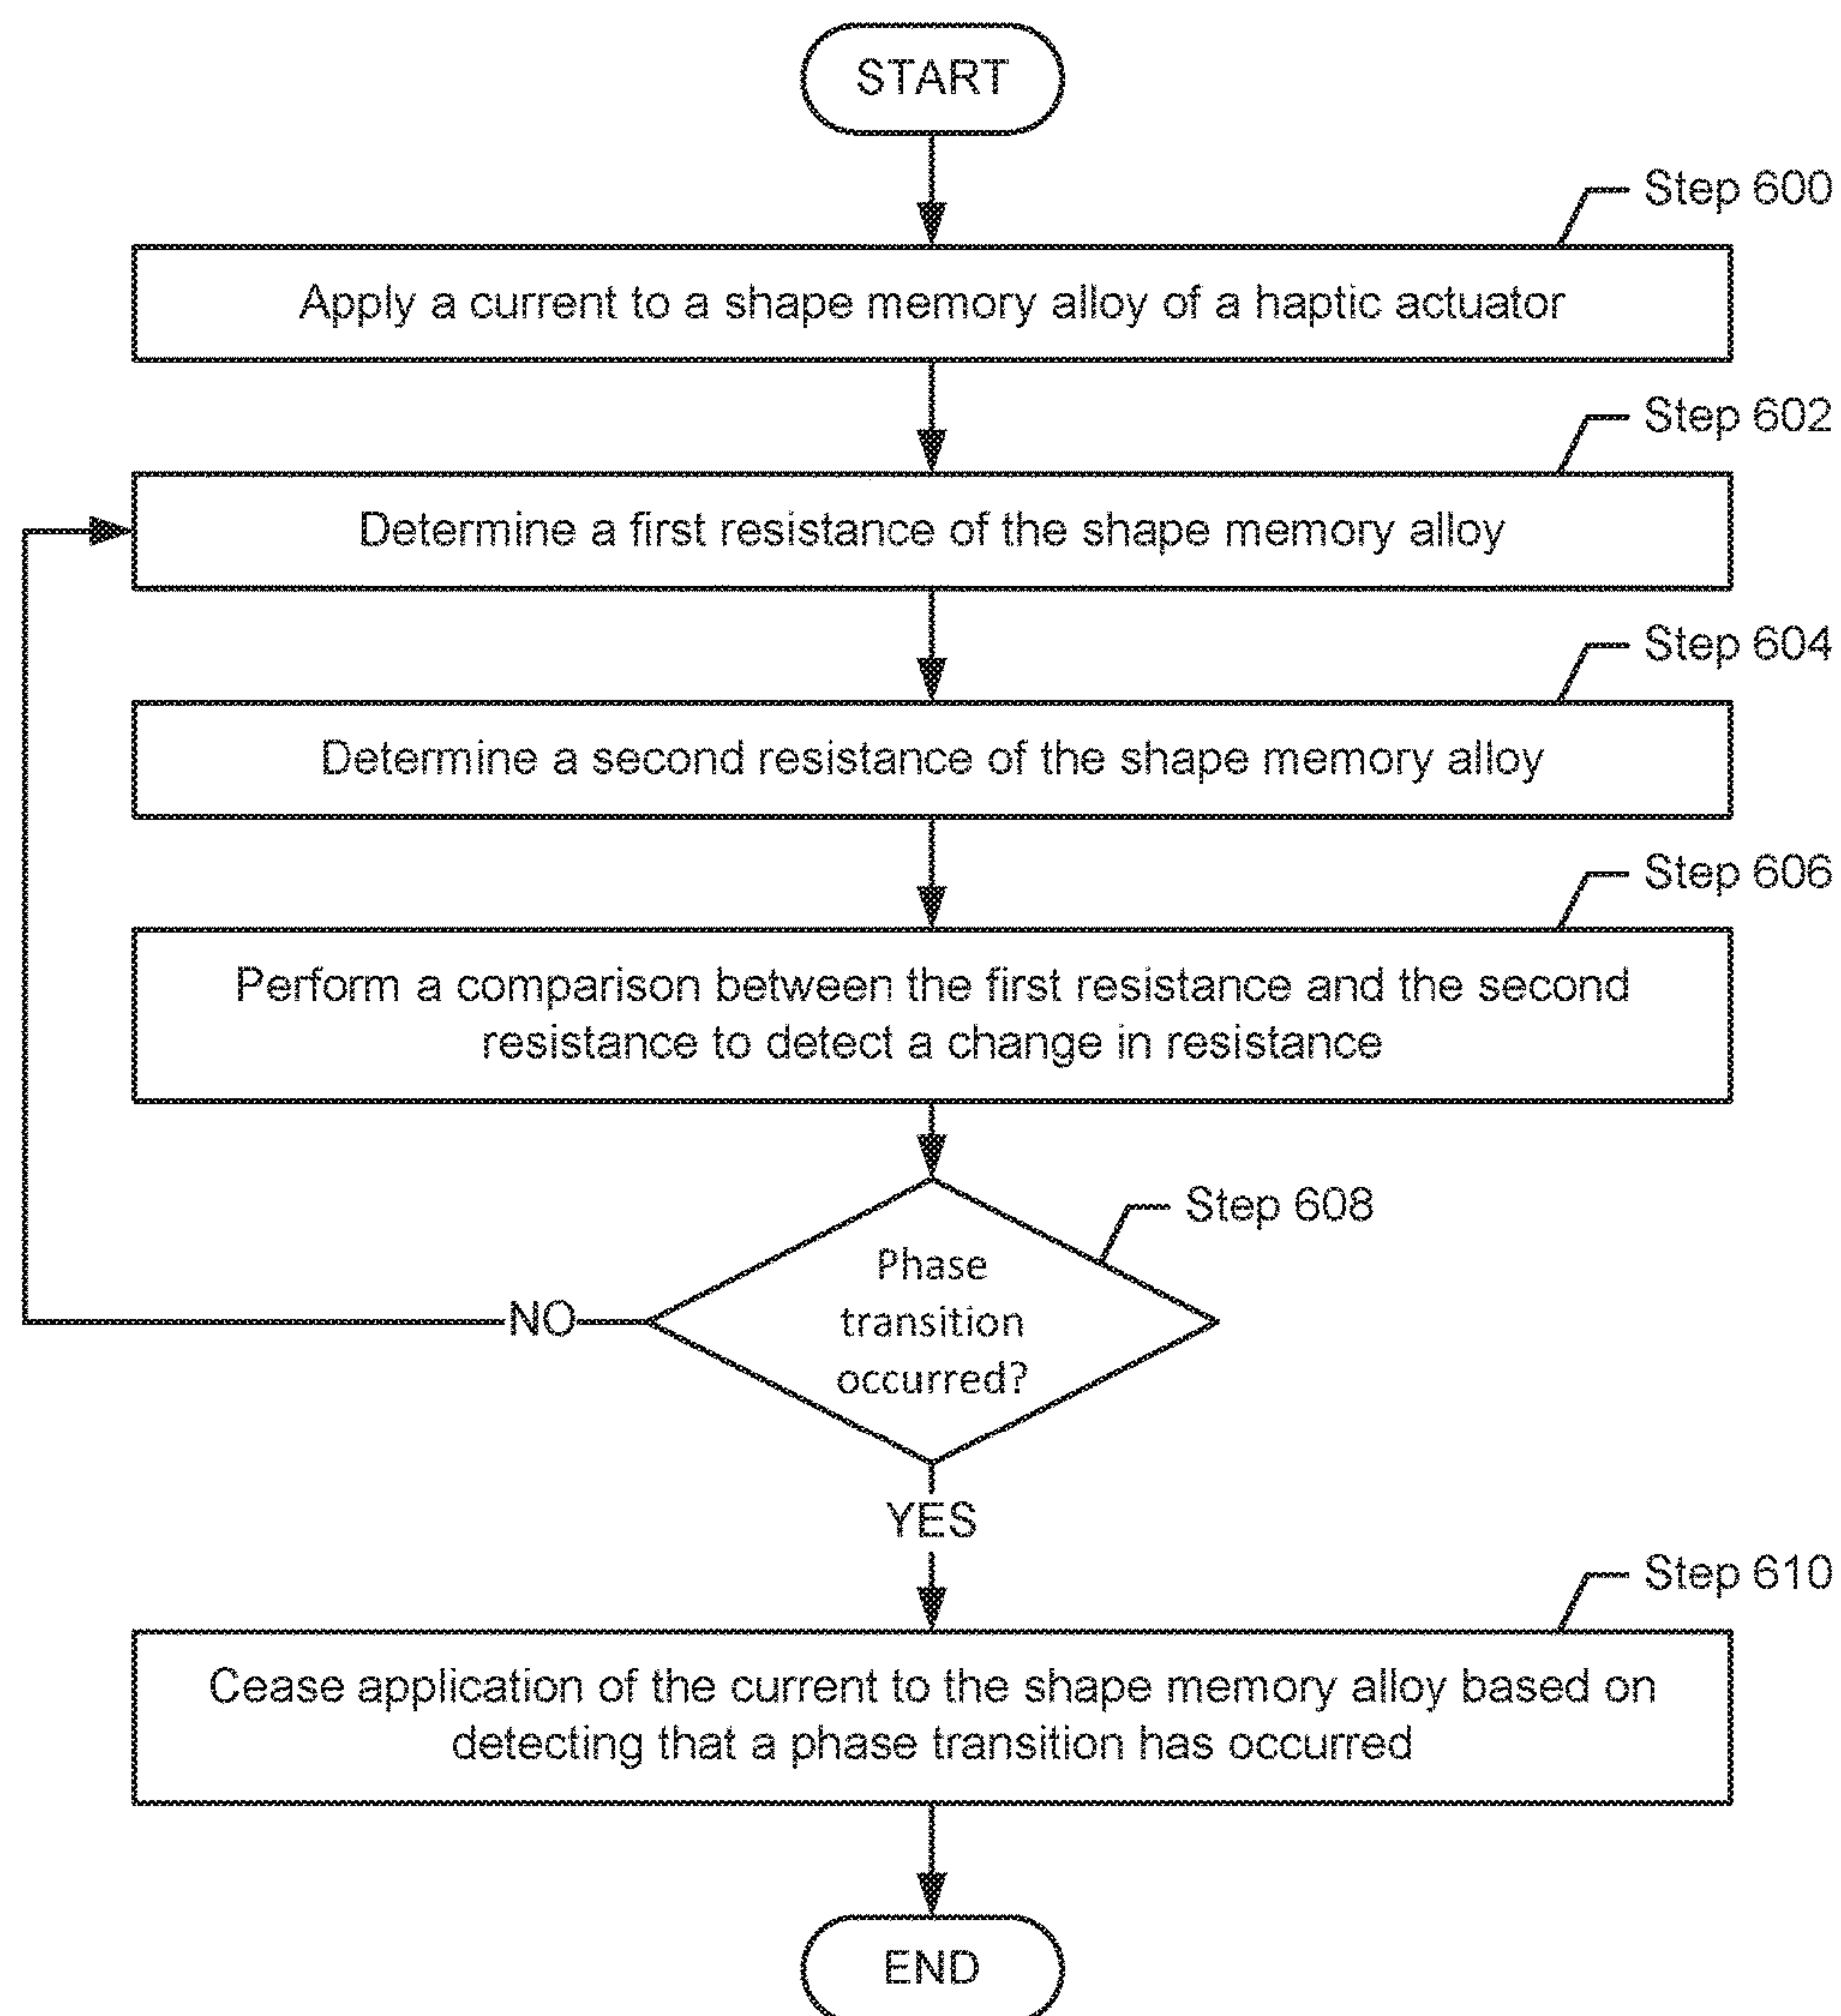 START
Step 600
Apply a current to a shape memory alloy of a haptic actuator
Step 602
Determine a first resistance of the shape memory alloy
Step 604
Determine a second resistance of the shape memory alloy
Step 606
Perform a comparison between the first resistance and the second
resistance to detect a change in resistance
Step 608
Phase
transition
occurred?
NO
YES
Step 610
Cease application of the current to the shape memory alloy based on
detecting that a phase transition has occurred
END